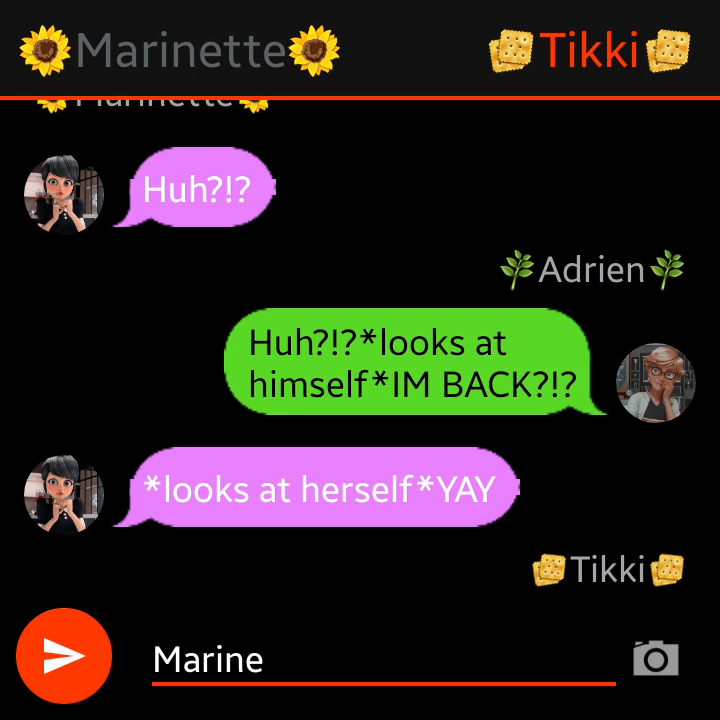 🌻Marinette🌻 🧇Tikki🧇
🌻Marinette🌻
Huh?!?
🌿Adrien🌿
Huh?!?*looks at
himself*IM BACK?!?
*looks at herself*YAY
🧇Tikki🧇
Marine